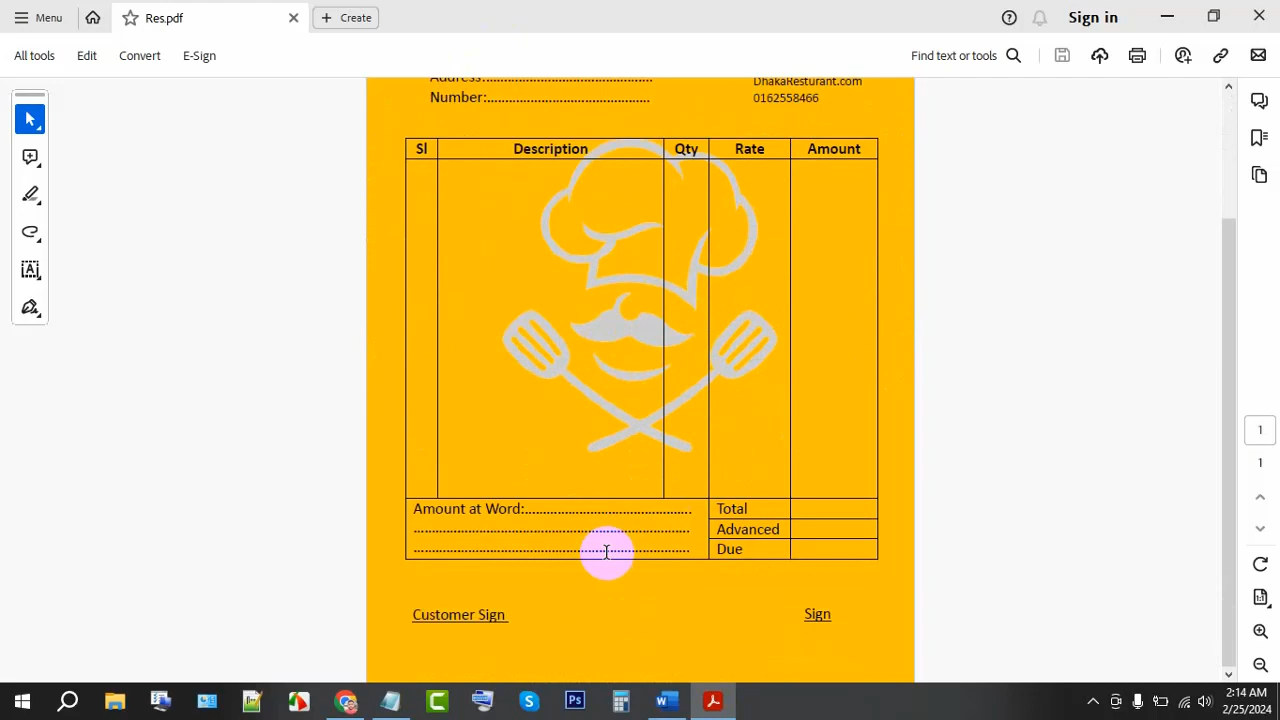 Menu
Res.pdf
Create
Sign in
All tools
Edit
Convert
E-Sign
Find text or tools
Address:............................................
DhakaResturant.com
Number:............................................
0162558466
Sl Description Qty Rate Amount
Amount at Word:............................................
............................................................................
............................................................................
Total
Advanced
Due
Customer Sign
Sign
1
1
2:14 AM
2/25/2024